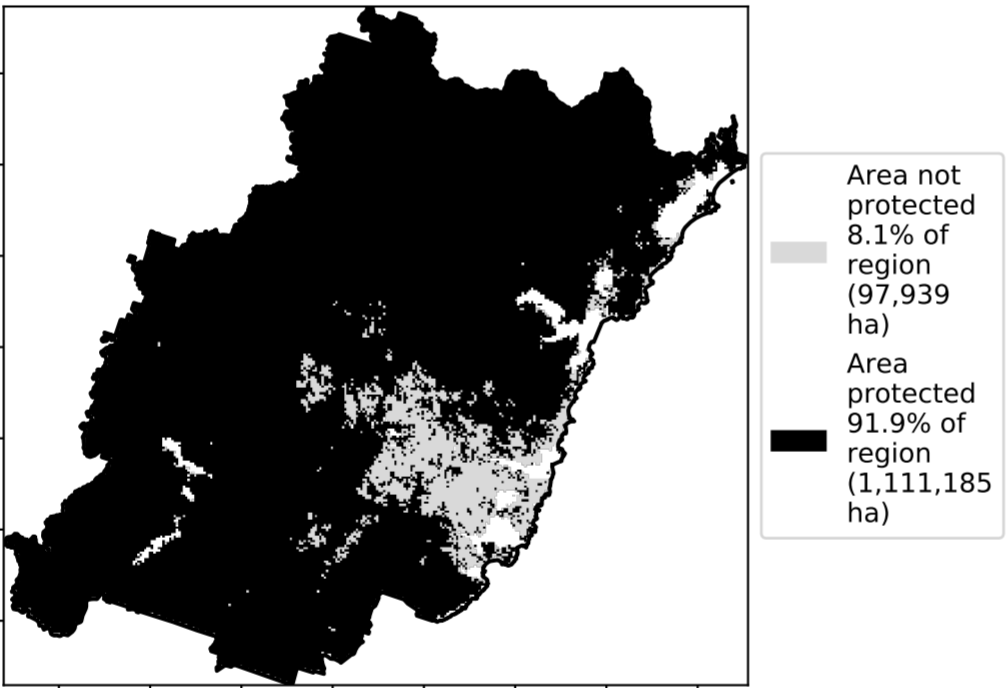 Area not
protected
8.1% of
region
(97,939
ha)
Area
protected
91.9% of
region
(1,111,185
ha)